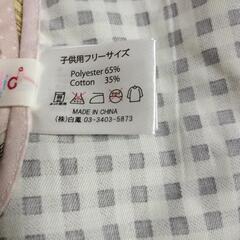 子供用フリーサイズ
Polyester 65%
Cotton 35%
MADE IN CHINA
(株)白鳳 03-3403-5873